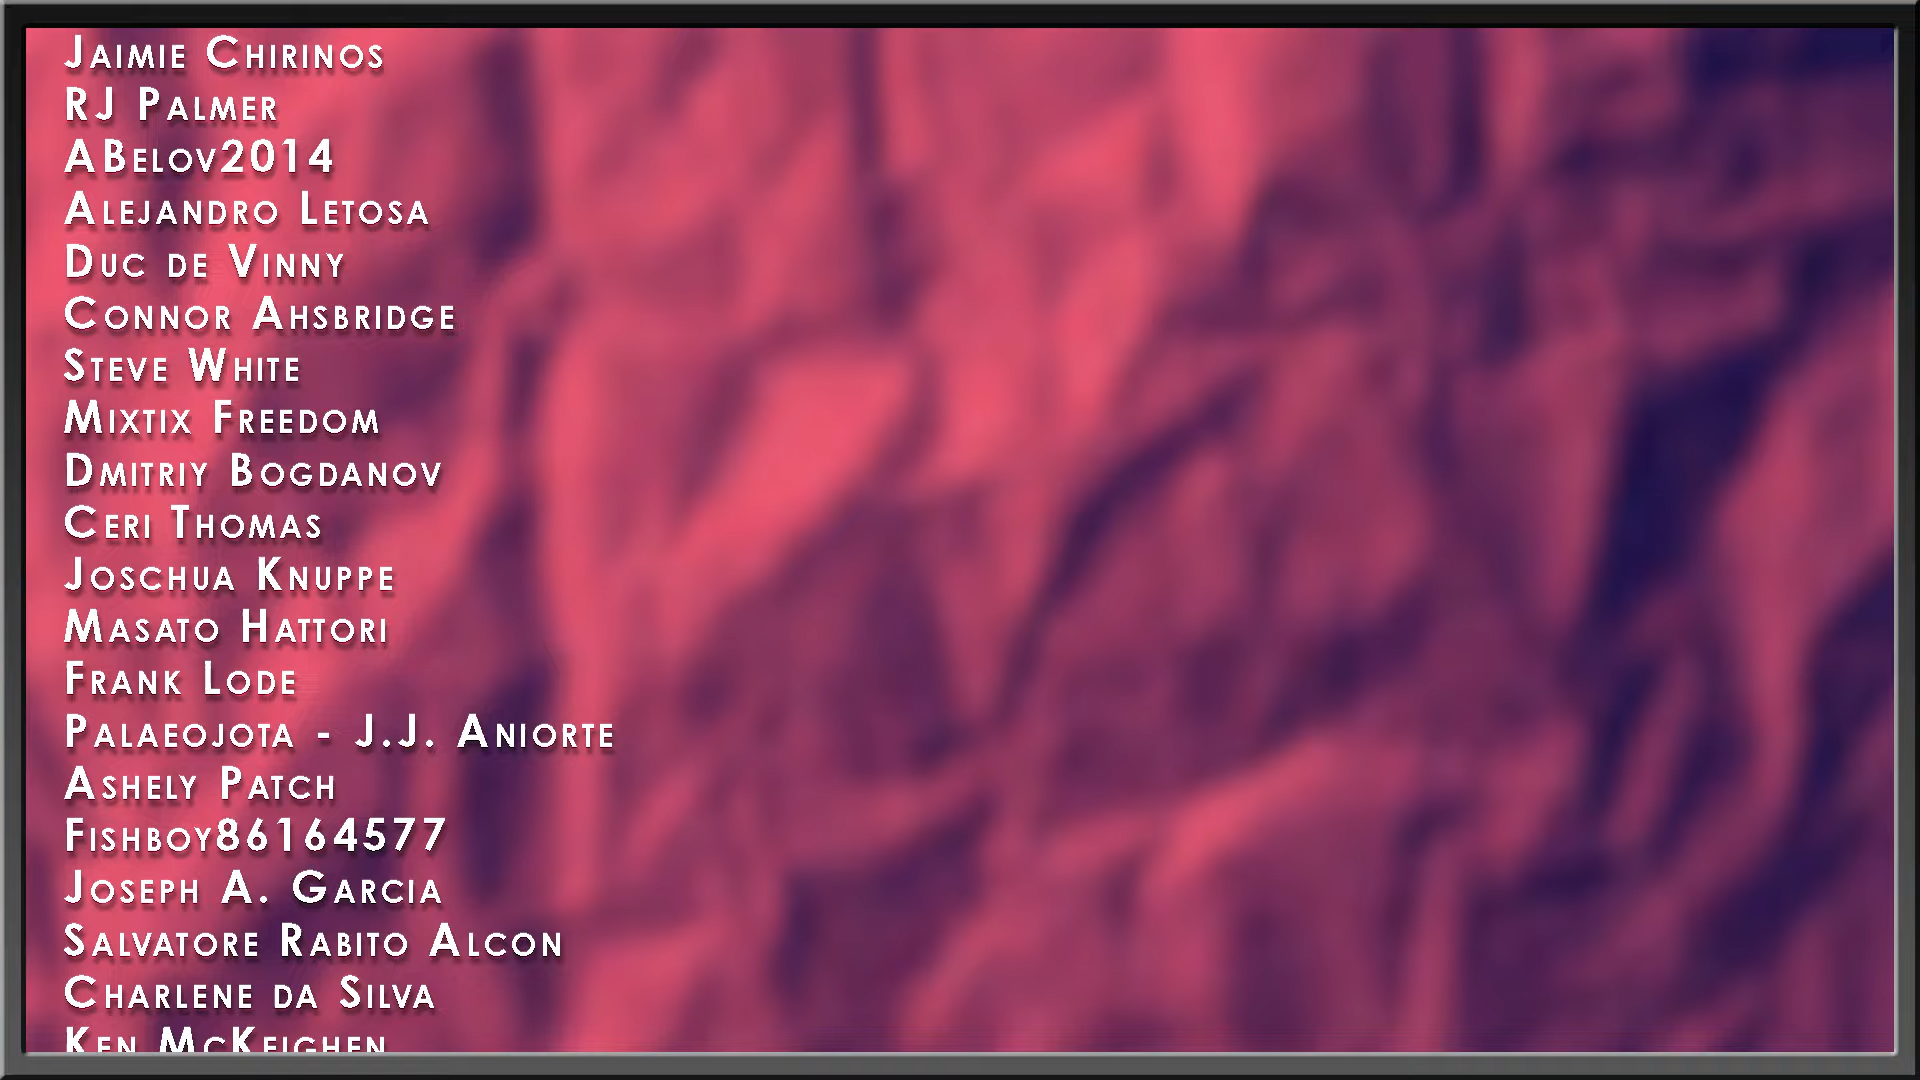 Jaimie Chirinos
RJ Palmer
ABelov2014
Alejandro Letosa
Duc de Vinny
Connor Ahsbridge
Steve White
Mixtix Freedom
Dmitriy Bogdanov
Ceri Thomas
Joschua Knuppe
Masato Hattori
Frank Lode
Palaeojota - J.J. Aniorte
Ashely Patch
Fishboy86164577
Joseph A. Garcia
Salvatore Rabito Alcon
Charlene da Silva
Ken McKeighen